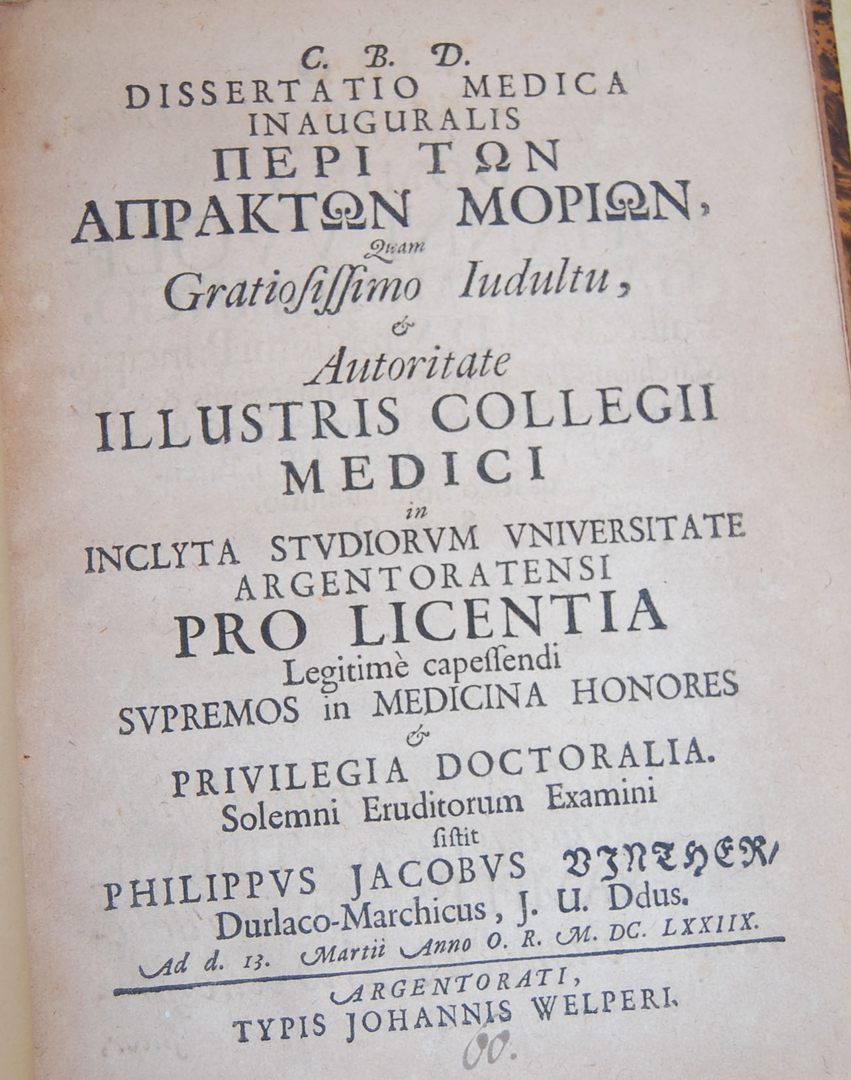 C. B. D.
DISSERTATIO MEDICA
INAUGURALIS
ΠΕΡΙ ΤΩΝ
ΑΠΡΑΚΤΩΝ ΜΟΡΙΩΝ,
Quam
Gratioſiſſimo Iudultu,
&
Autoritate
ILLUSTRIS COLLEGII
MEDICI
in
INCLYTA STVDIORVM VNIVERSITATE
ARGENTORATENSI
PRO LICENTIA
Legitimè capeſſendi
SVPREMOS in MEDICINA HONORES
&
PRIVILEGIA DOCTORALIA.
Solemni Eruditorum Examini
ſiſtit
PHILIPPVS JACOBVS VINTHER/
Durlaco-Marchicus, J. U. Ddus.
Ad d. 13. Martii Anno O. R. M. DC. LXXIIX.
ARGENTORATI,
TYPIS JOHANNIS WELPERI.
60.